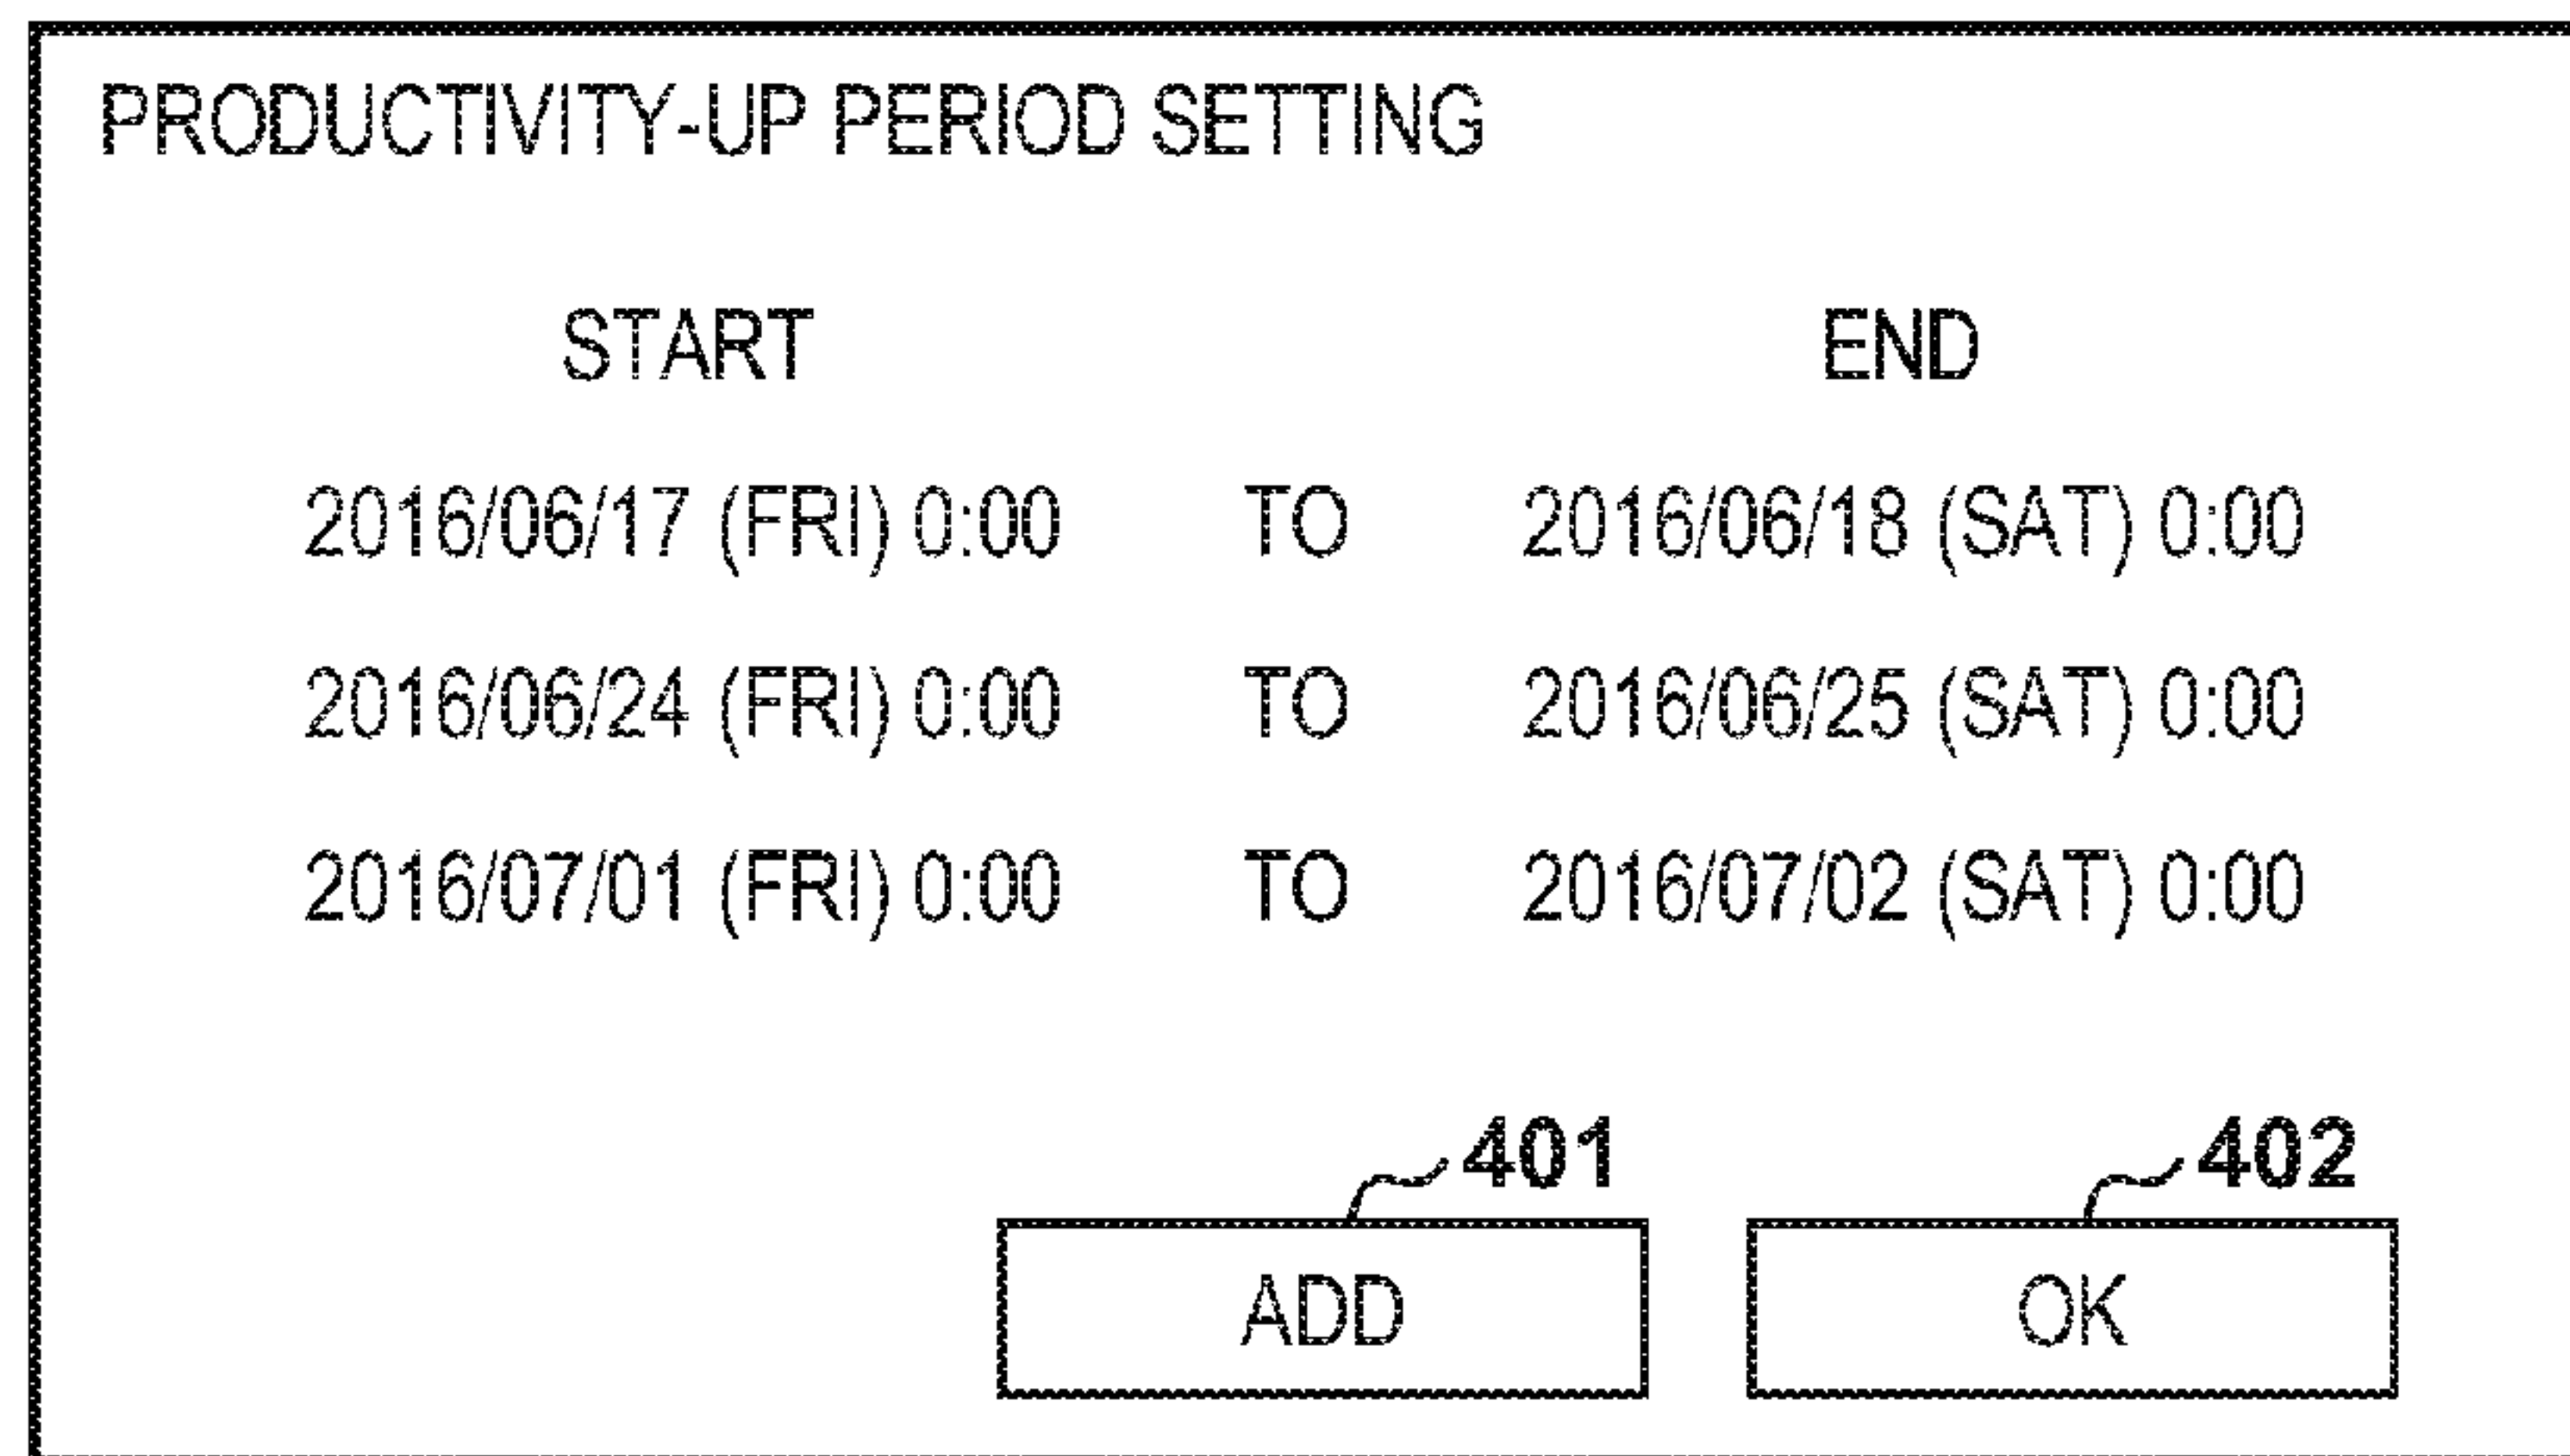 PRODUCTIVITY-UP PERIOD SETTING
START END
2016/06/17 (FRI) 0:00 TO 2016/06/18 (SAT) 0:00
2016/06/24 (FRI) 0:00 TO 2016/06/25 (SAT) 0:00
2016/07/01 (FRI) 0:00 TO 2016/07/02 (SAT) 0:00
401 402
ADD OK